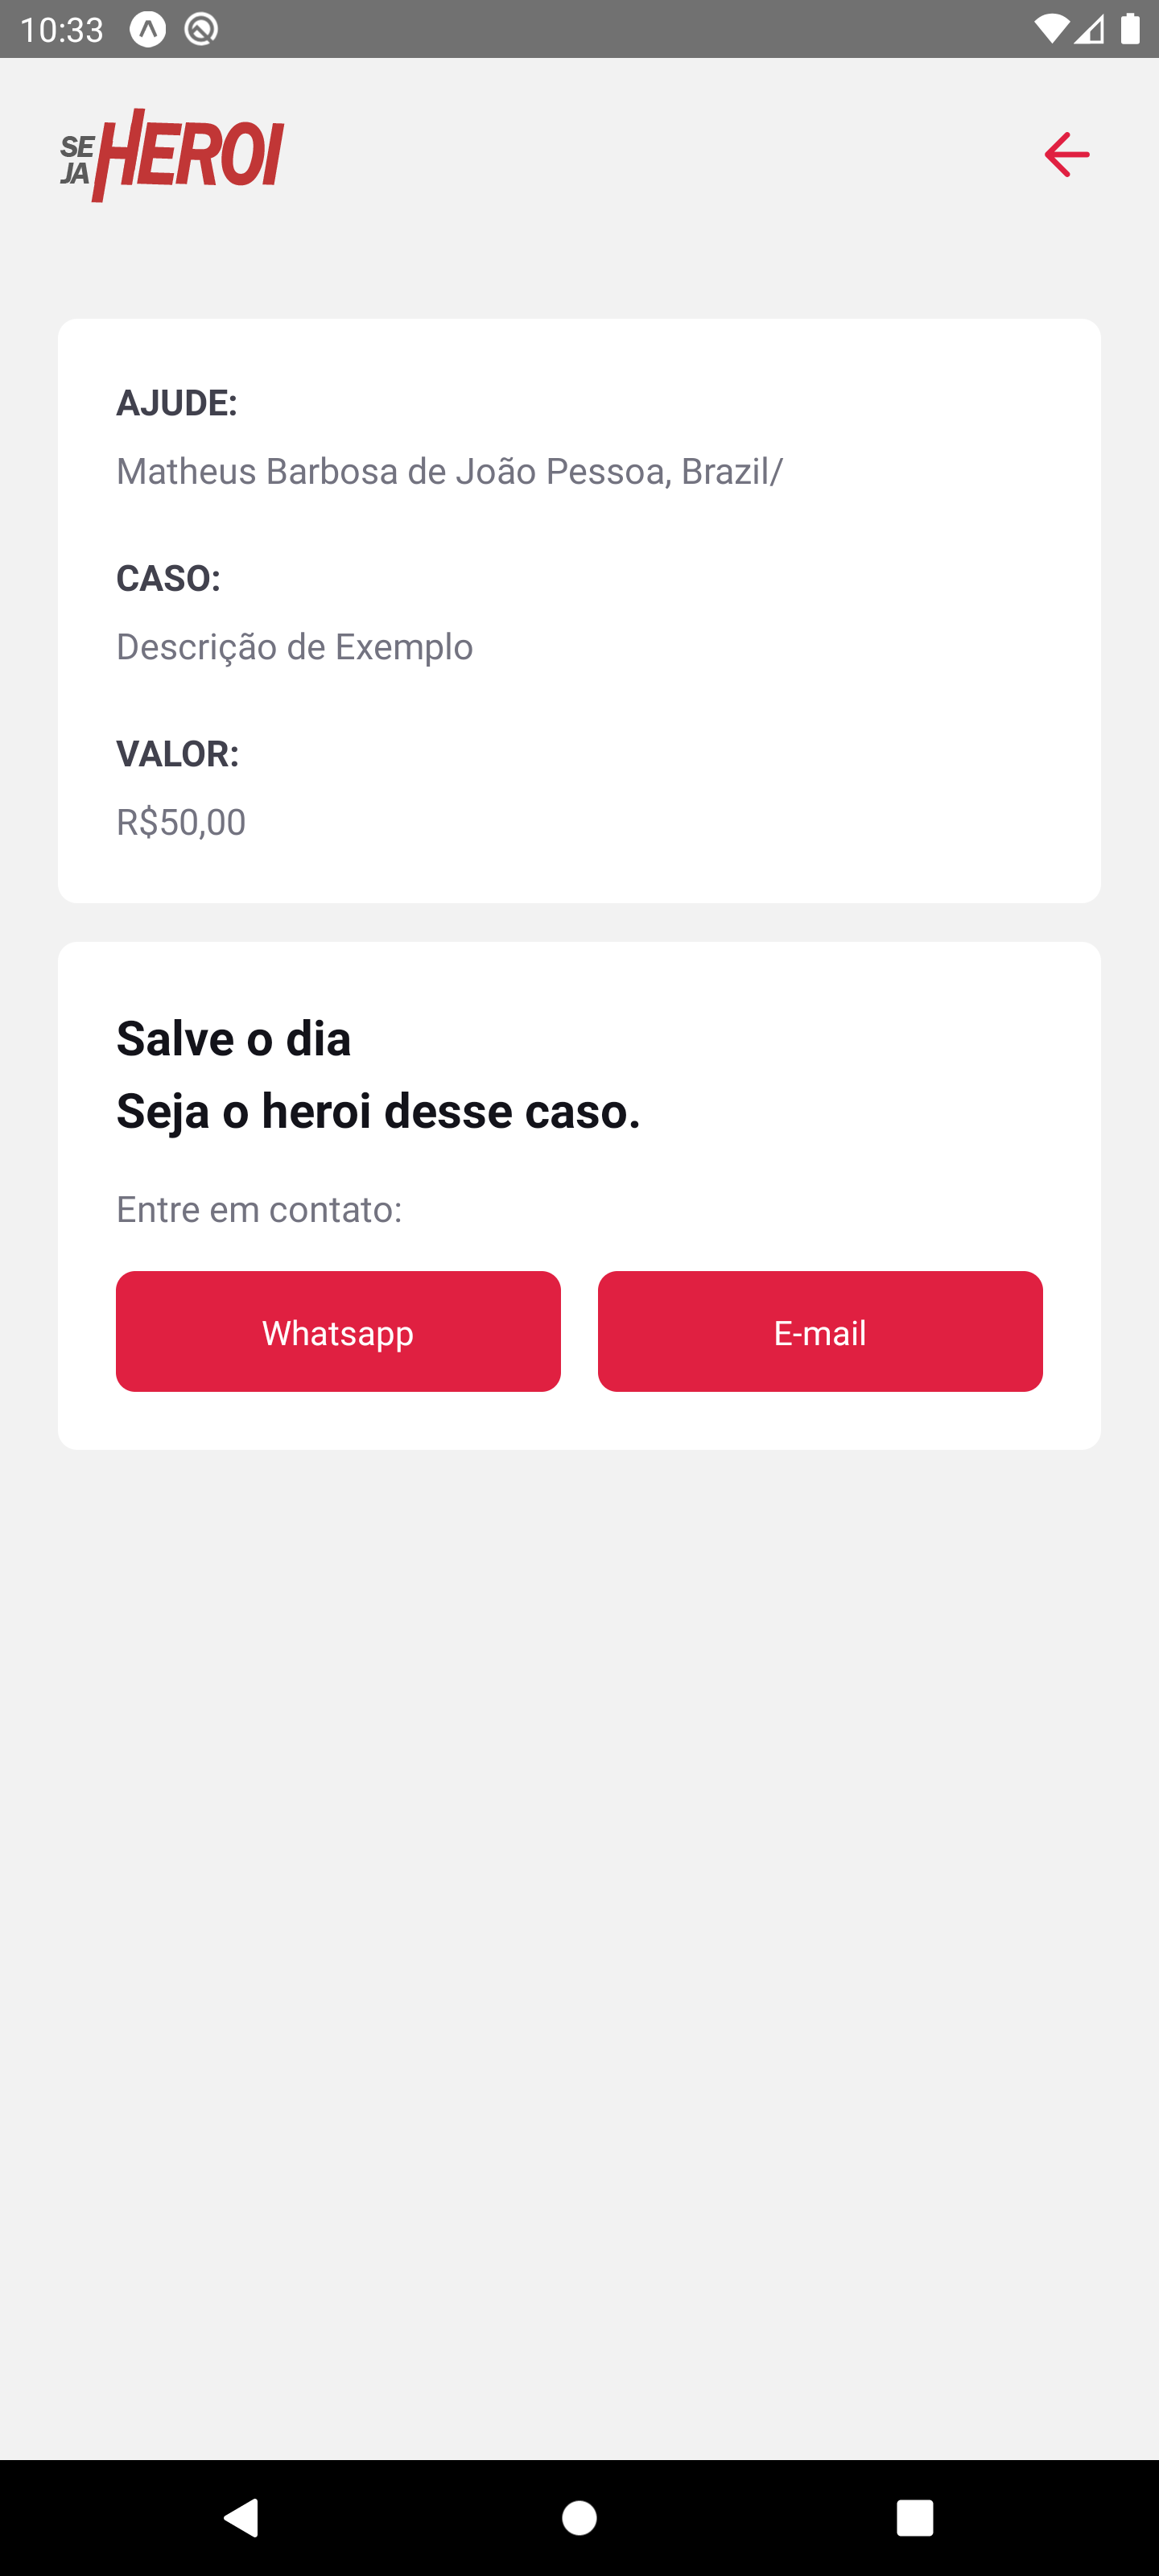 10:33
SE
JA
HEROI
AJUDE:
Matheus Barbosa de João Pessoa, Brazil/
CASO:
Descrição de Exemplo
VALOR:
R$50,00
Salve o dia
Seja o heroi desse caso.
Entre em contato:
Whatsapp
E-mail